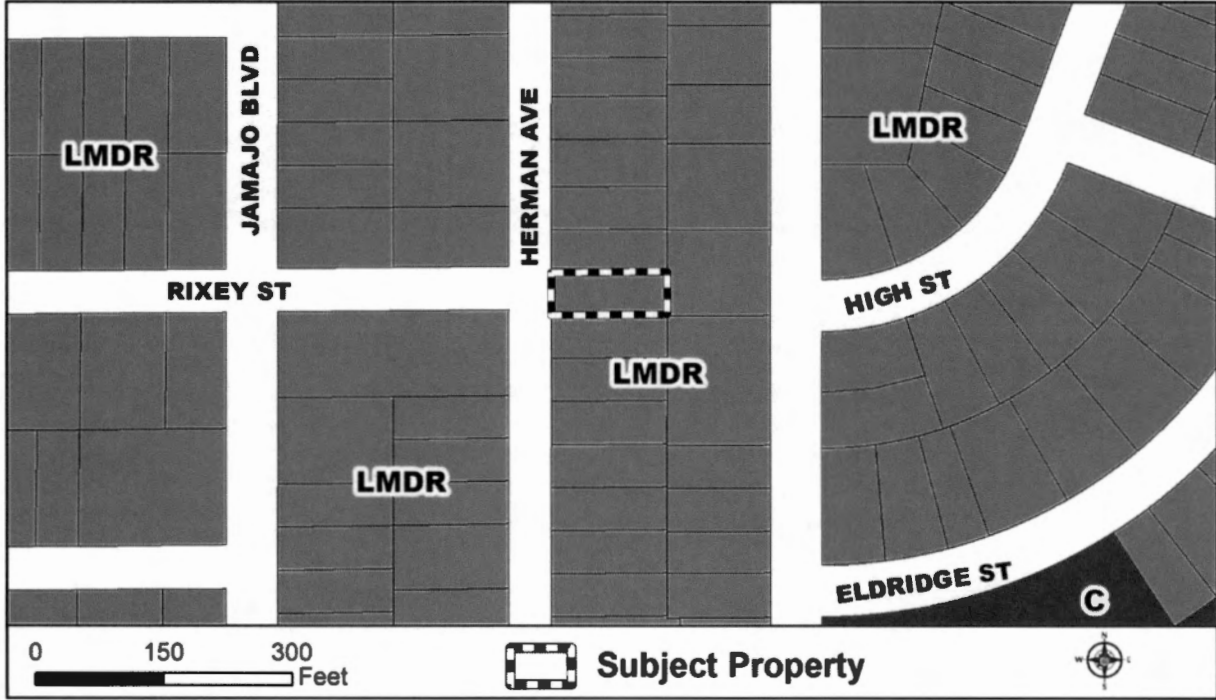 LMDR
JAMAJO BLVD
HERMAN AVE
LMDR
RIXEY ST
HIGH ST
LMDR
LMDR
ELDRIDGE ST
C
0 150 300
Feet
Subject Property
N
W